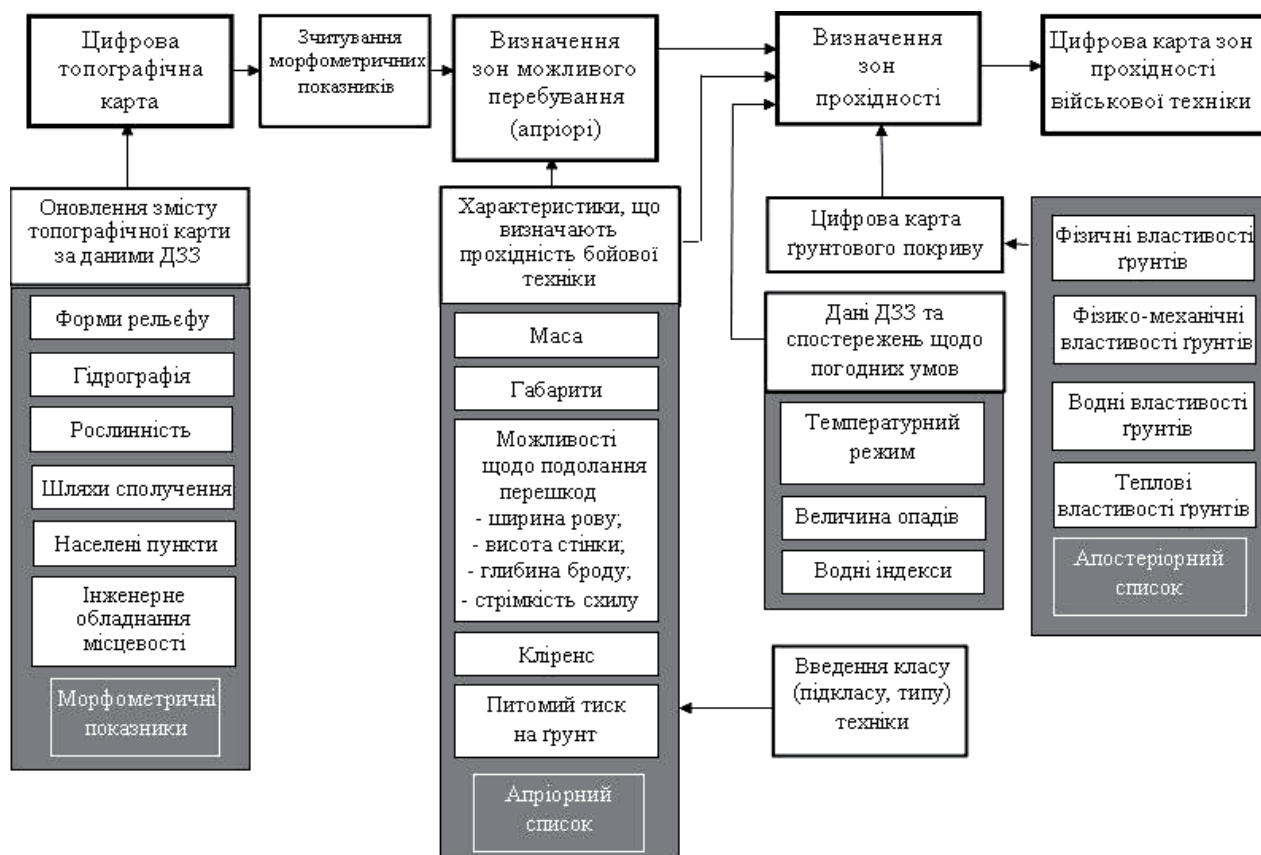 Цифрова
топографічна
карта
Зчитування
морфометричних
показників
Визначення
зон можливого
перебування
(апріорі)
Визначення
зон
прохідності
Цифрова карта зон
прохідності
військової техніки
Оновлення змісту
топографічної карти
за даними ДЗЗ
Форми рельєфу
Гідрографія
Рослинність
Шляхи сполучення
Населені пункти
Інженерне
обладнання
місцевості
Морфометричні
показники
Характеристики, що
визначають
прохідність бойової
техніки
Маса
Габарити
Можливості
щодо подолання
перешкод
- ширина рову;
- висота стінки;
- глибина броду;
- стрімкість схилу
Кліренс
Питомий тиск
на ґрунт
Апріорний
список
Цифрова карта
ґрунтового покриву
Дані ДЗЗ та
спостережень щодо
погодних умов
Температурний
режим
Величина опадів
Водні індекси
Введення класу
(підкласу, типу)
техніки
Фізичні властивості
ґрунтів
Фізико-механічні
властивості ґрунтів
Водні властивості
ґрунтів
Теплові
властивості ґрунтів
Апостеріорний
список